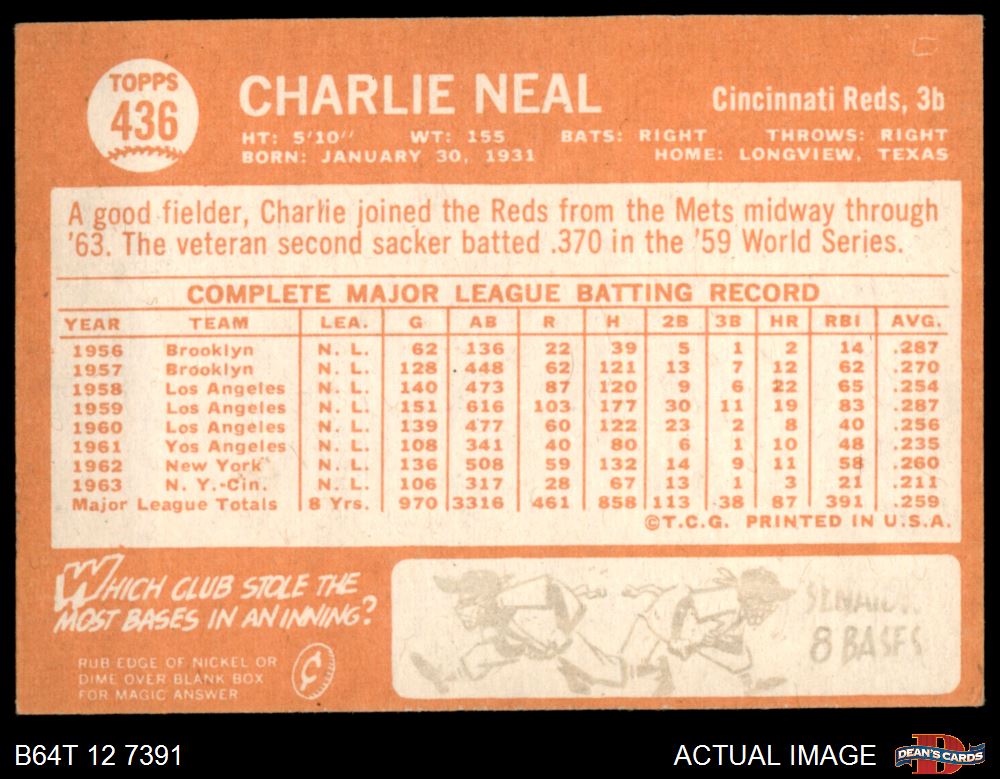 TOPPS
436
CHARLIE NEAL
Cincinnati Reds, 3b
HT: 5'10" WT: 155 BATS: RIGHT THROWS: RIGHT
BORN: JANUARY 30, 1931 HOME: LONGVIEW, TEXAS
A good fielder, Charlie joined the Reds from the Mets midway through
'63. The veteran second sacker batted .370 in the '59 World Series.
COMPLETE MAJOR LEAGUE BATTING RECORD
YEAR TEAM LEA. G AB R H 2B 3B HR RBI AVG.
1956 Brooklyn N. L. 62 136 22 39 5 1 2 14 .287
1957 Brooklyn N. L. 128 448 62 121 13 7 12 62 .270
1958 Los Angeles N. L. 140 473 87 120 9 6 22 65 .254
1959 Los Angeles N. L. 151 616 103 177 30 11 19 83 .287
1960 Los Angeles N. L. 139 477 60 122 23 2 8 40 .256
1961 Yos Angeles N. L. 108 341 40 80 6 1 10 48 .235
1962 New York N. L. 136 508 59 132 14 9 11 58 .260
1963 N. Y.-Cin. N. L. 106 317 28 67 13 1 3 21 .211
Major League Totals 8 Yrs. 970 3316 461 858 113 38 87 391 .259
©T.C.G. PRINTED IN U.S.A.
WHICH CLUB STOLE THE
MOST BASES IN AN INNING?
RUB EDGE OF NICKEL OR
DIME OVER BLANK BOX
FOR MAGIC ANSWER
¢
8 BASES
B64T 12 7391
ACTUAL IMAGE
DEAN'S CARDS